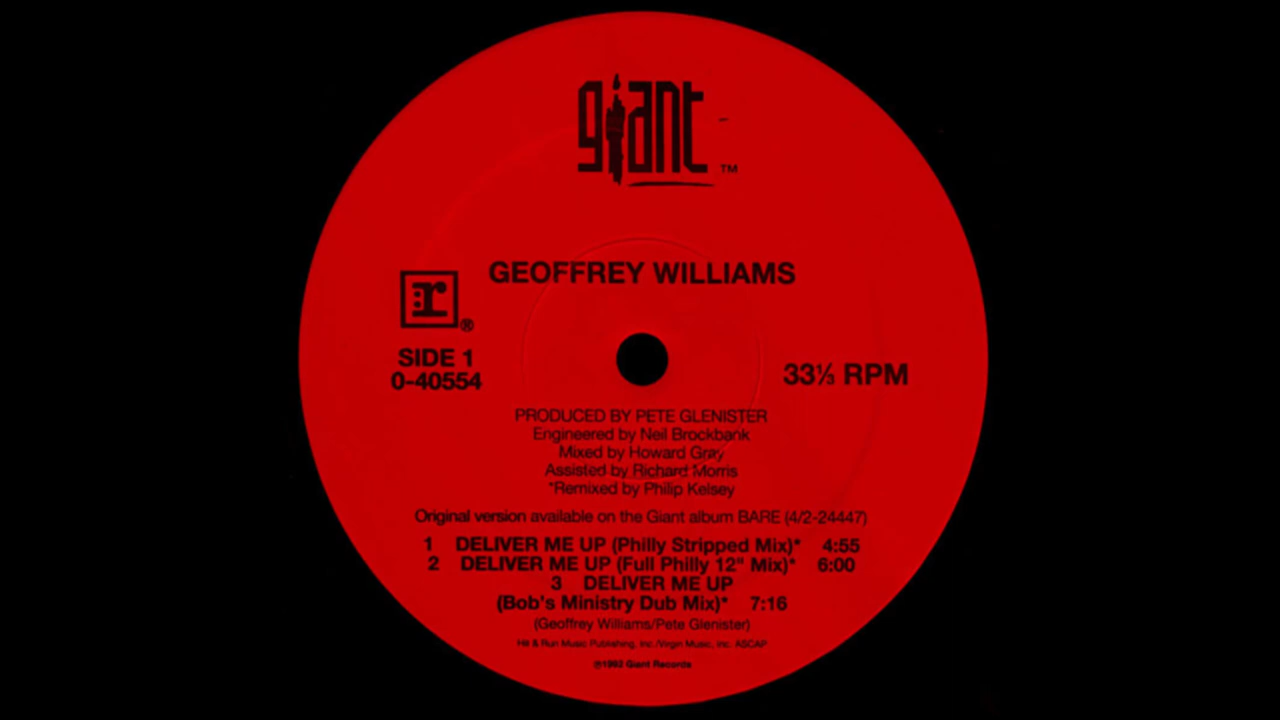 giant ™
GEOFFREY WILLIAMS
r ®
SIDE 1
0-40554
33⅓ RPM
PRODUCED BY PETE GLENISTER
Engineered by Neil Brockbank
Mixed by Howard Gray
Assisted by Richard Morris
*Remixed by Philip Kelsey
Original version available on the Giant album BARE (4/2-24447)
1 DELIVER ME UP (Philly Stripped Mix)* 4:55
2 DELIVER ME UP (Full Philly 12" Mix)* 6:00
3 DELIVER ME UP
(Bob's Ministry Dub Mix)* 7:16
(Geoffrey Williams/Pete Glenister)
Hit & Run Music Publishing, Inc./Virgin Music, Inc. ASCAP
℗1992 Giant Records